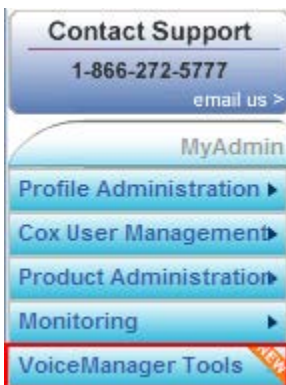 Contact Support
1-866-272-5777
email us >
MyAdmin
Profile Administration
Cox User Management
Product Administration
Monitoring
VoiceManager Tools NEW